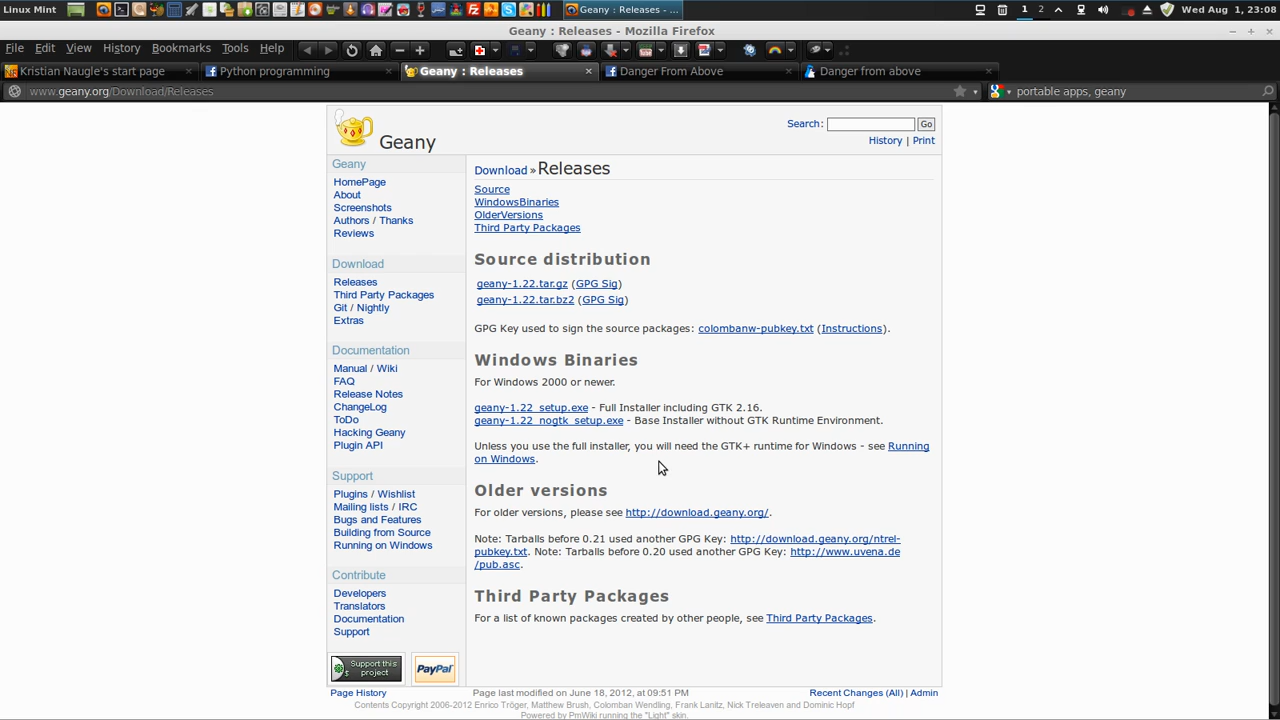 Linux Mint
Geany : Releases - ...
1 2
Wed Aug 1, 23:08
Geany : Releases - Mozilla Firefox
File Edit View History Bookmarks Tools Help
Kristian Naugle's start page
Python programming
Geany : Releases
Danger From Above
Danger from above
www.geany.org/Download/Releases
portable apps, geany
Geany
Search: Go
History | Print
Geany
HomePage
About
Screenshots
Authors / Thanks
Reviews
Download
Releases
Third Party Packages
Git / Nightly
Extras
Documentation
Manual / Wiki
FAQ
Release Notes
ChangeLog
ToDo
Hacking Geany
Plugin API
Support
Plugins / Wishlist
Mailing lists / IRC
Bugs and Features
Building from Source
Running on Windows
Contribute
Developers
Translators
Documentation
Support
Support this
project
PayPal
Download » Releases
Source
WindowsBinaries
OlderVersions
Third Party Packages
Source distribution
geany-1.22.tar.gz (GPG Sig)
geany-1.22.tar.bz2 (GPG Sig)
GPG Key used to sign the source packages: colombanw-pubkey.txt (Instructions).
Windows Binaries
For Windows 2000 or newer.
geany-1.22_setup.exe - Full Installer including GTK 2.16.
geany-1.22_nogtk_setup.exe - Base Installer without GTK Runtime Environment.
Unless you use the full installer, you will need the GTK+ runtime for Windows - see Running
on Windows.
Older versions
For older versions, please see http://download.geany.org/.
Note: Tarballs before 0.21 used another GPG Key: http://download.geany.org/ntrel-
pubkey.txt. Note: Tarballs before 0.20 used another GPG Key: http://www.uvena.de
/pub.asc.
Third Party Packages
For a list of known packages created by other people, see Third Party Packages.
Page History
Page last modified on June 18, 2012, at 09:51 PM
Recent Changes (All) | Admin
Contents Copyright 2006-2012 Enrico Tröger, Matthew Brush, Colomban Wendling, Frank Lanitz, Nick Treleaven and Dominic Hopf
Powered by PmWiki running the "Light" skin.